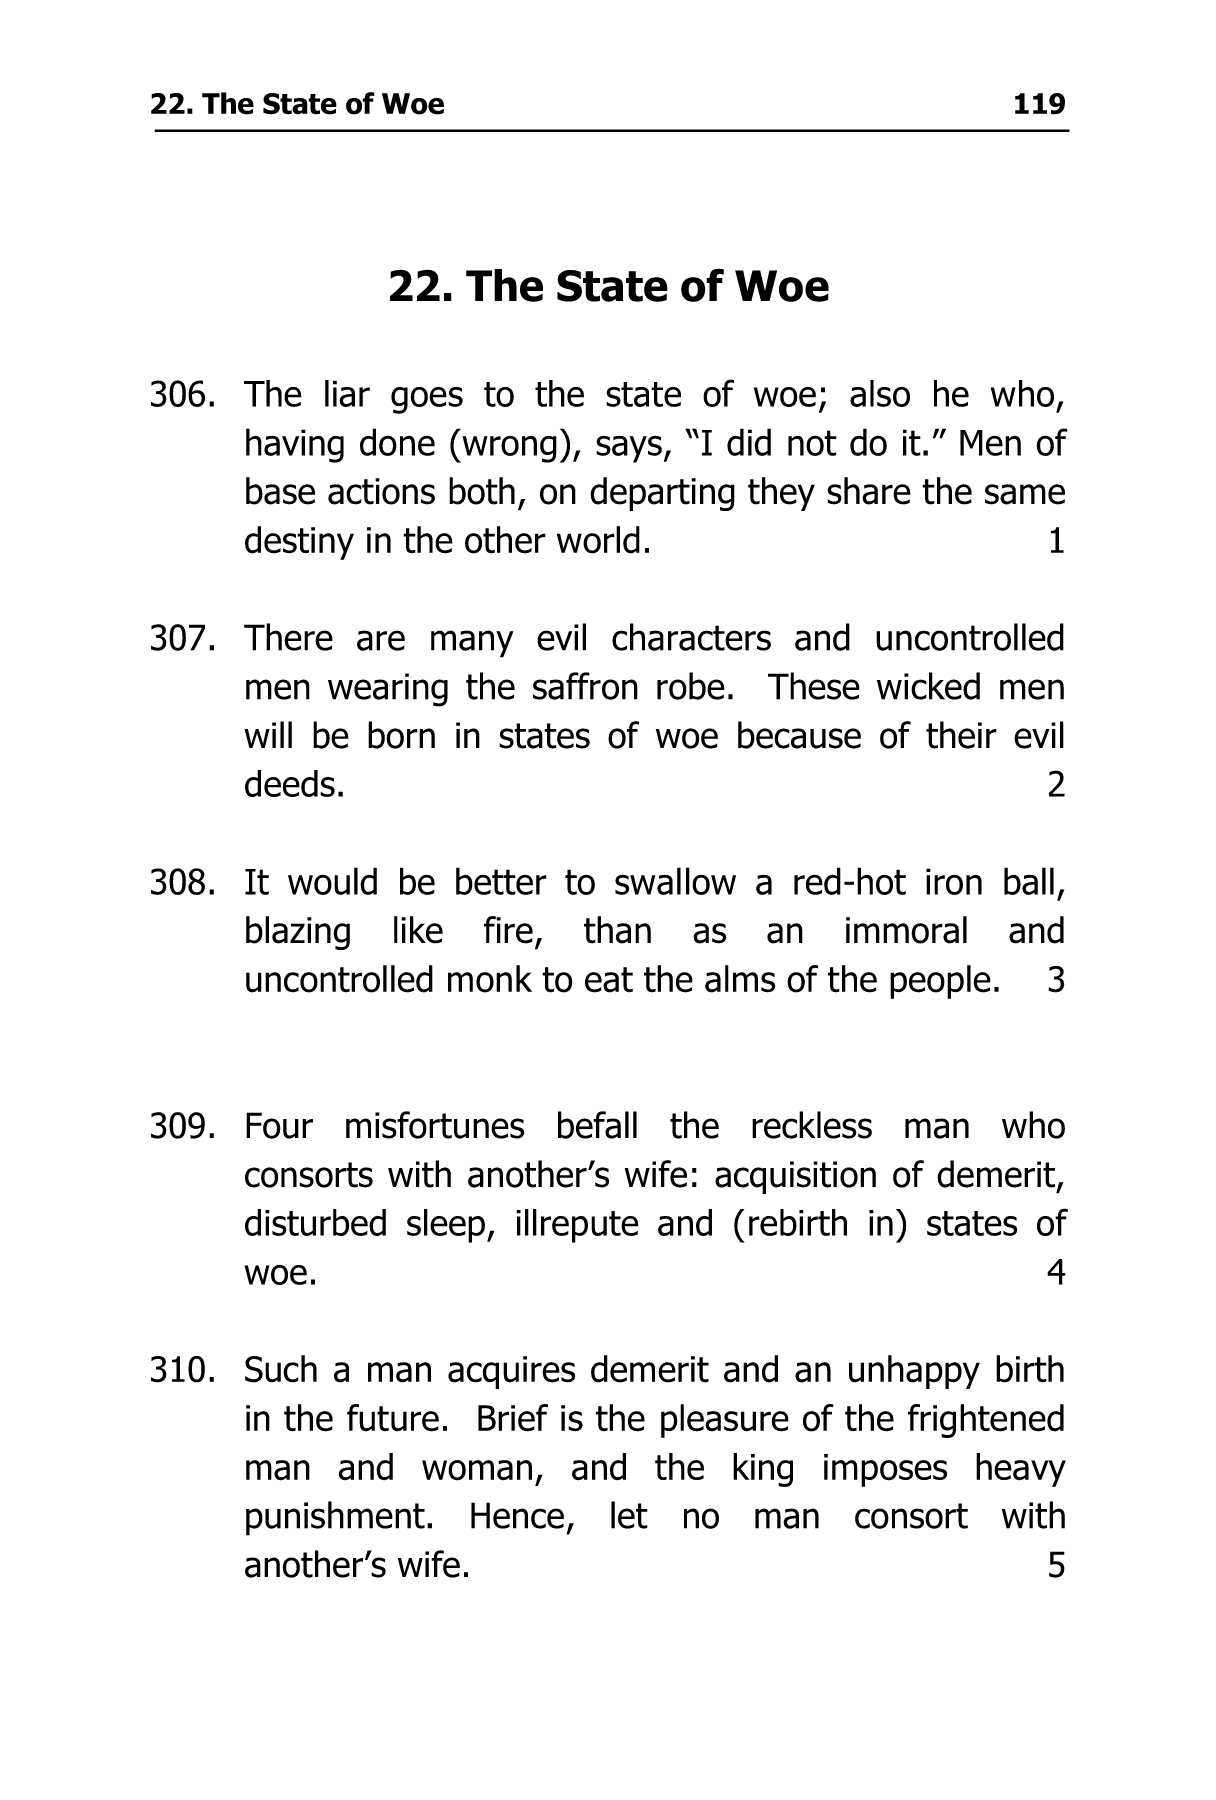 22. The State of Woe 119
22. The State of Woe
306. The liar goes to the state of woe; also he who,
having done (wrong), says, “I did not do it.” Men of
base actions both, on departing they share the same
destiny in the other world. 1
307. There are many evil characters and uncontrolled
men wearing the saffron robe. These wicked men
will be born in states of woe because of their evil
deeds. 2
308. It would be better to swallow a red-hot iron ball,
blazing like fire, than as an immoral and
uncontrolled monk to eat the alms of the people. 3
309. Four misfortunes befall the reckless man who
consorts with another’s wife: acquisition of demerit,
disturbed sleep, illrepute and (rebirth in) states of
woe. 4
310. Such a man acquires demerit and an unhappy birth
in the future. Brief is the pleasure of the frightened
man and woman, and the king imposes heavy
punishment. Hence, let no man consort with
another’s wife. 5